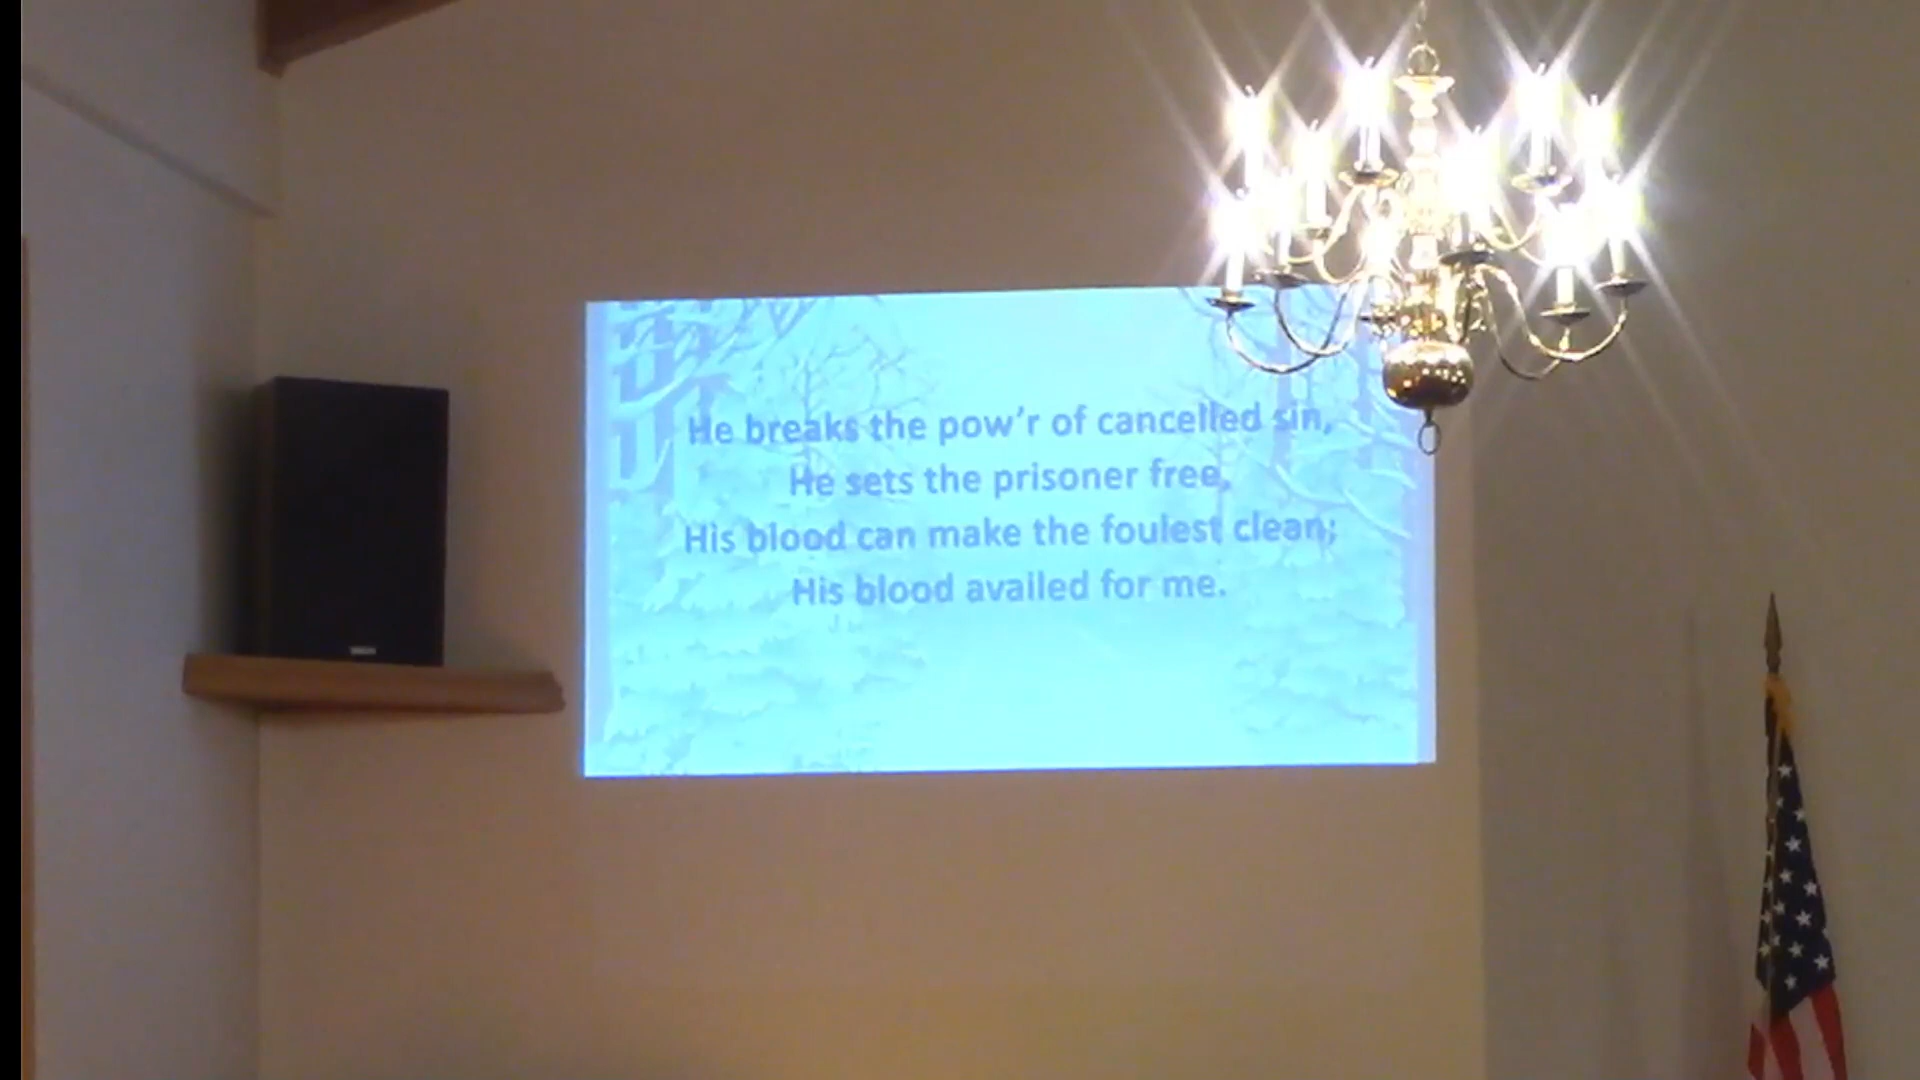 He breaks the pow’r of cancelled sin,
He sets the prisoner free,
His blood can make the foulest clean;
His blood availed for me.